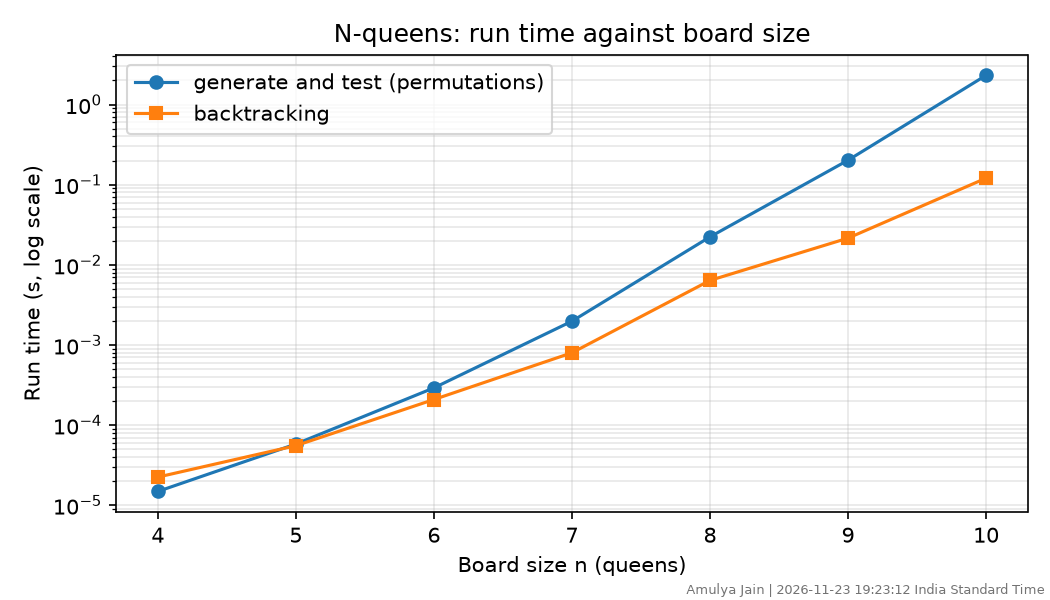 N-queens: run time against board size
generate and test (permutations)
backtracking
10⁰
10⁻¹
10⁻²
10⁻³
10⁻⁴
10⁻⁵
Run time (s, log scale)
4 5 6 7 8 9 10
Board size n (queens)
Amulya Jain | 2026-11-23 19:23:12 India Standard Time